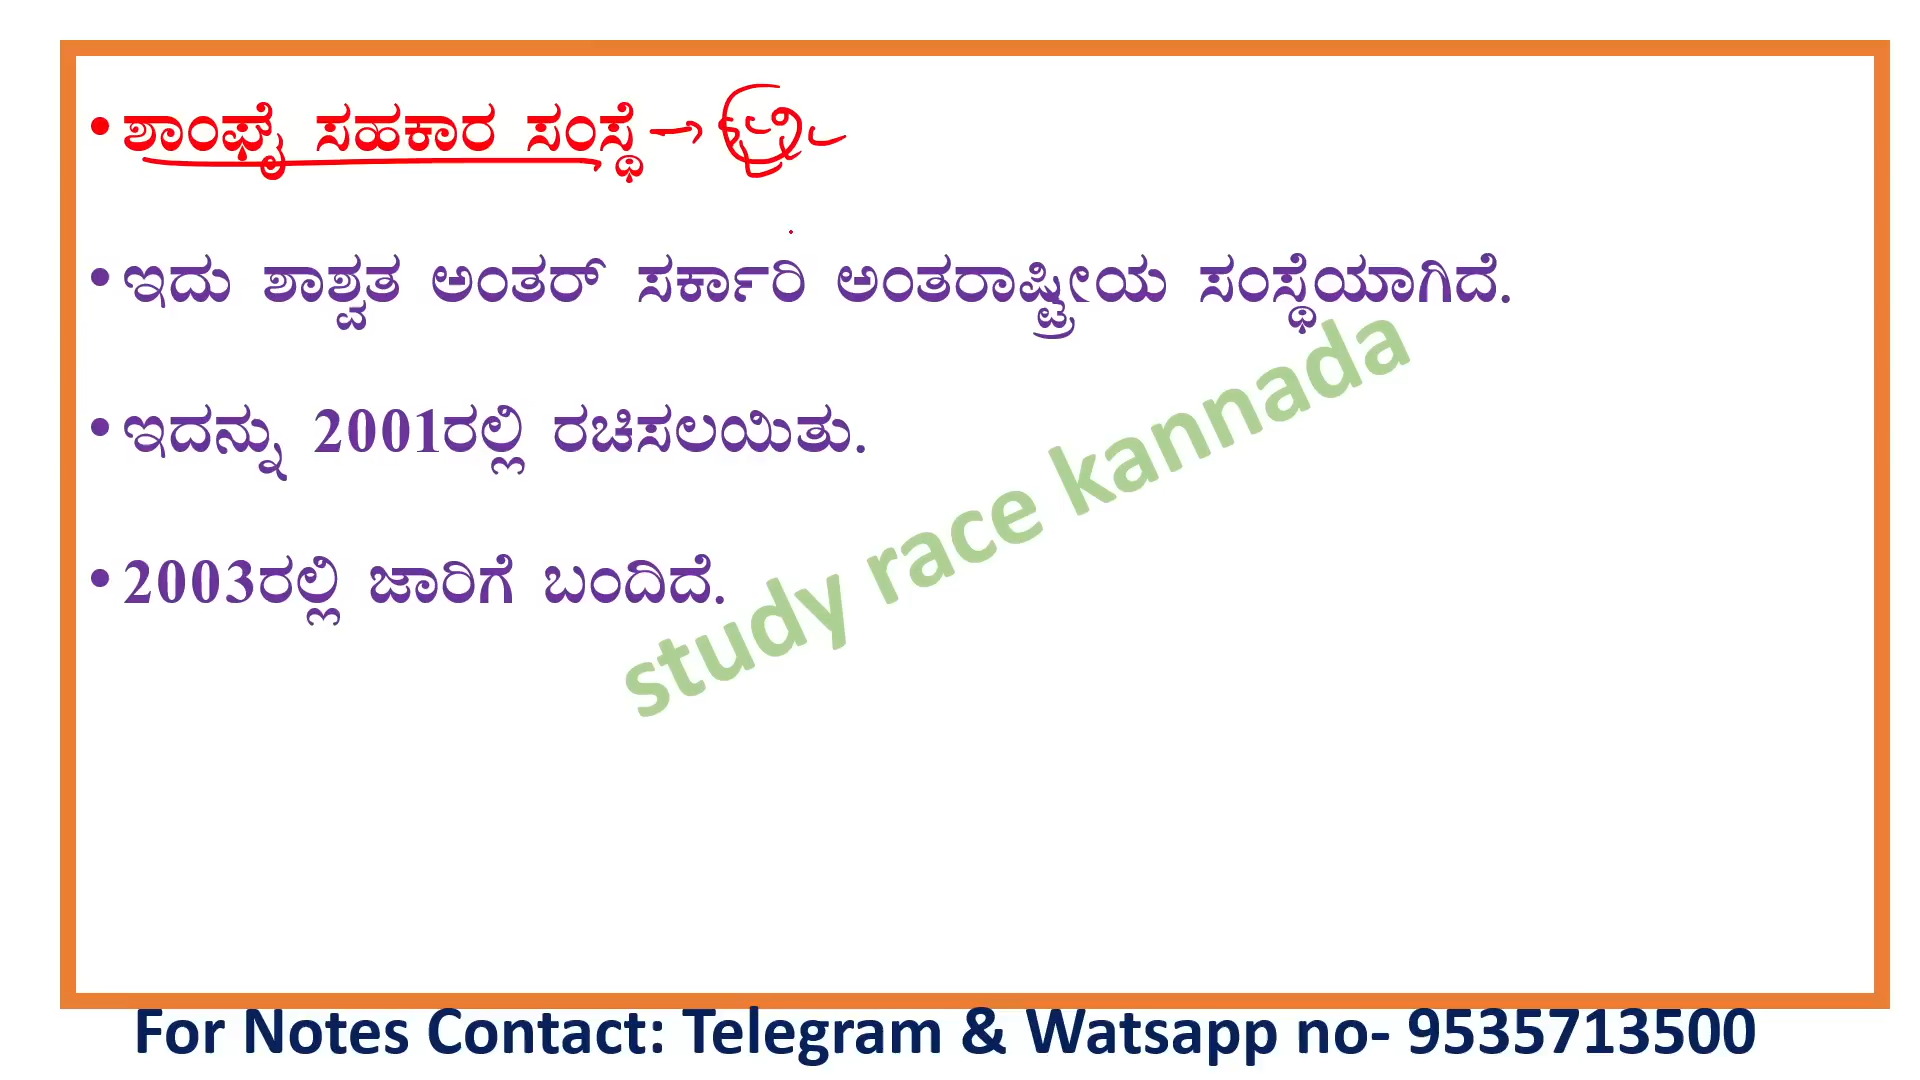 • ಶಾಂಘೈ ಸಹಕಾರ ಸಂಸ್ಥೆ
• ಇದು ಶಾಶ್ವತ ಅಂತರ್ ಸರ್ಕಾರಿ ಅಂತರಾಷ್ಟ್ರೀಯ ಸಂಸ್ಥೆಯಾಗಿದೆ.
• ಇದನ್ನು 2001ರಲ್ಲಿ ರಚಿಸಲಯಿತು.
• 2003ರಲ್ಲಿ ಜಾರಿಗೆ ಬಂದಿದೆ.
study race kannada
For Notes Contact: Telegram & Watsapp no- 9535713500